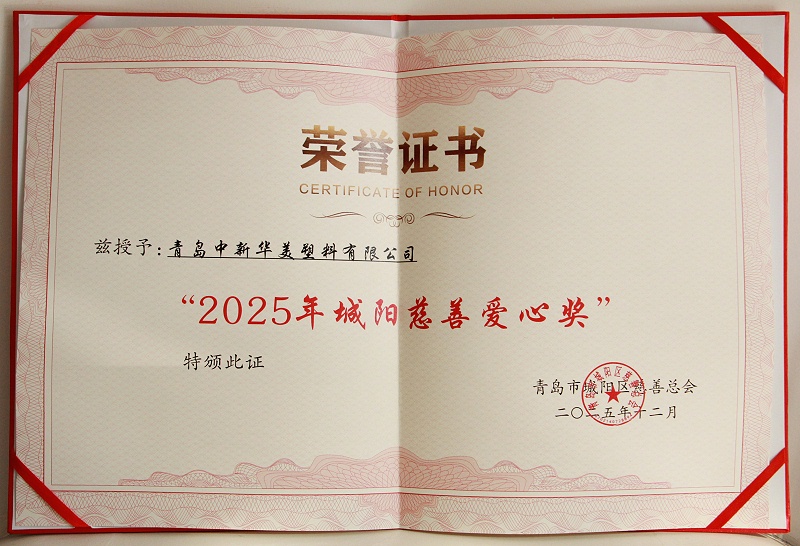 荣誉证书
CERTIFICATE OF HONOR
兹授予：青岛中新华美塑料有限公司
“2025年城阳慈善爱心奖”
特颁此证
青岛市城阳区慈善总会
二〇二五年十二月